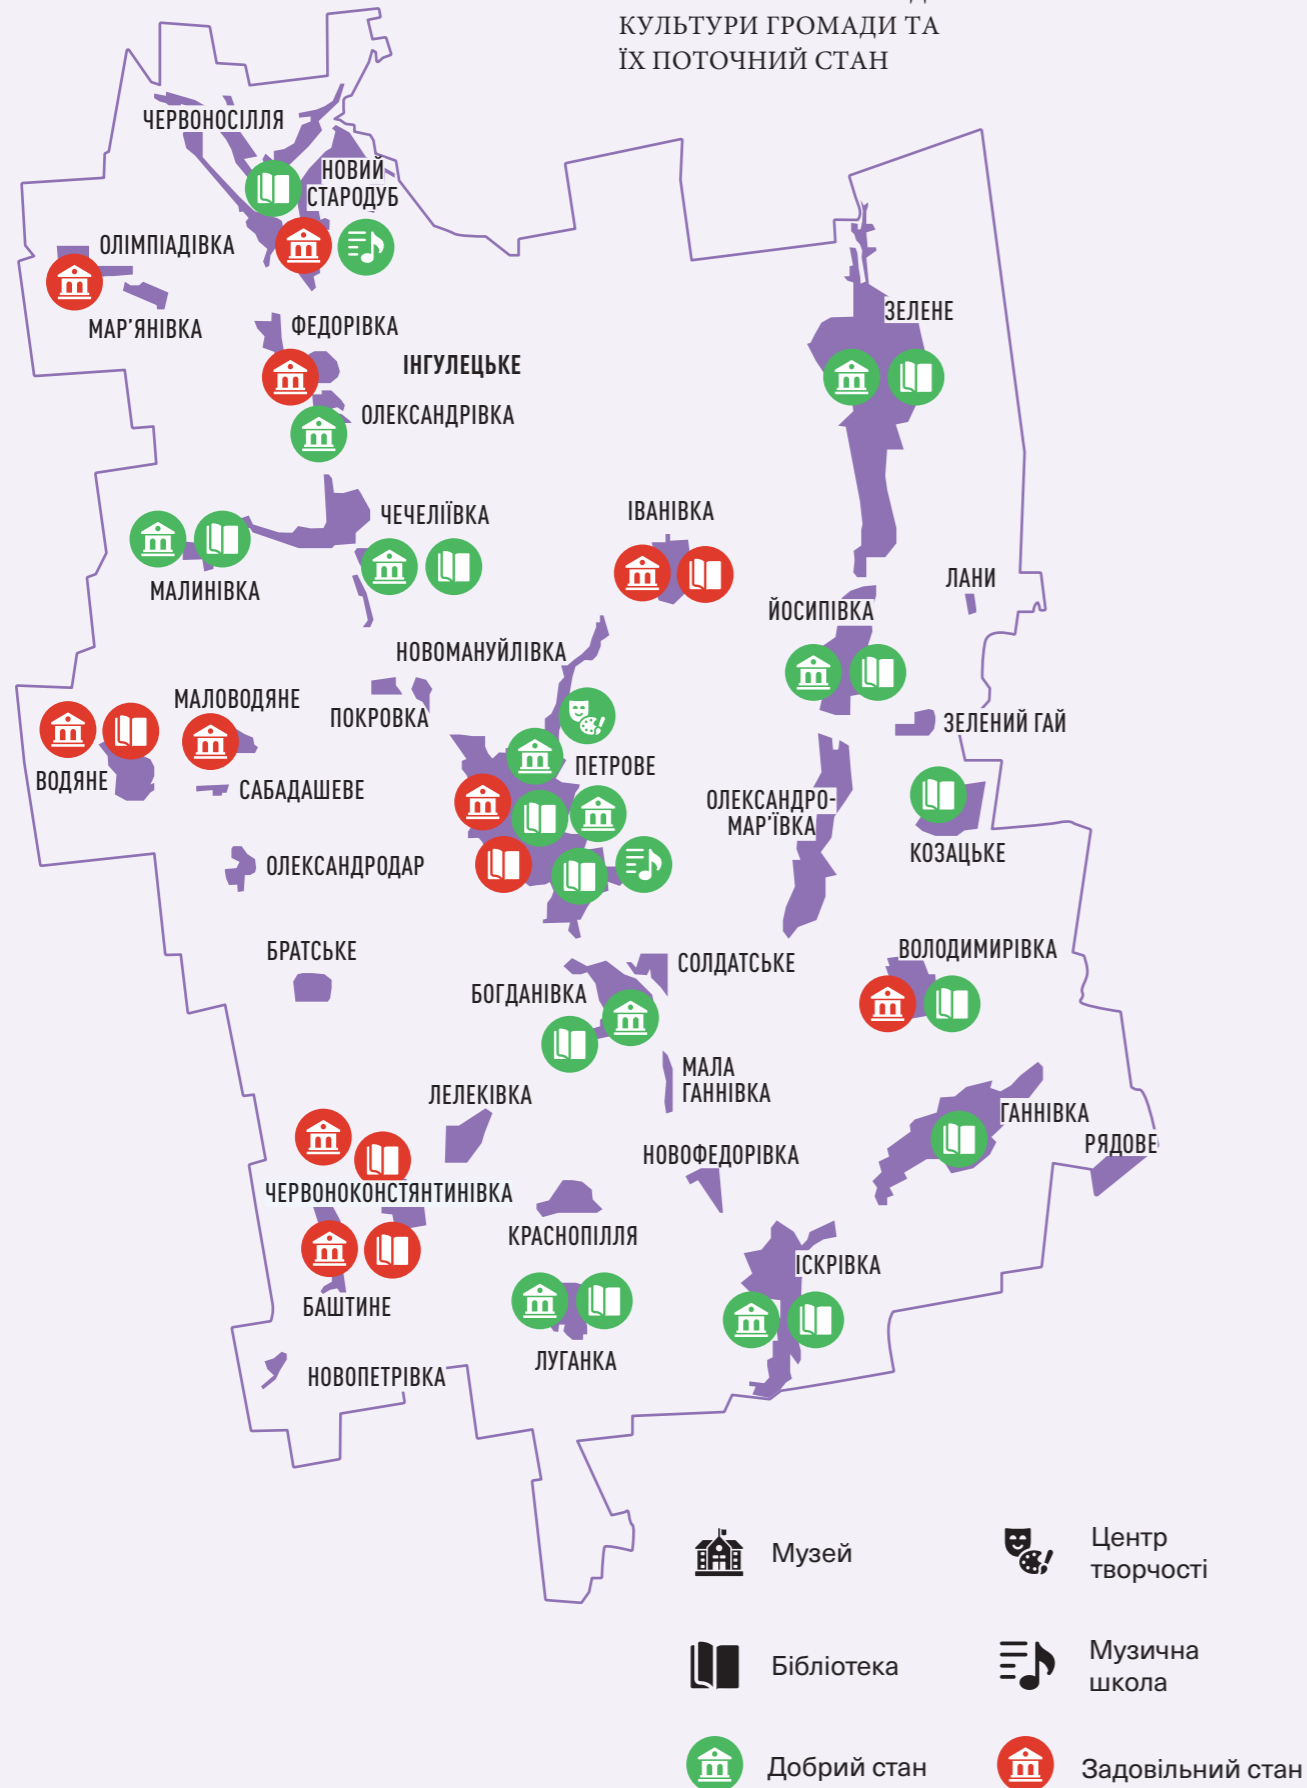 КУЛЬТУРИ ГРОМАДИ ТА
ЇХ ПОТОЧНИЙ СТАН
ЧЕРВОНОСІЛЛЯ
НОВИЙ
СТАРОДУБ
ОЛІМПІАДІВКА
МАР’ЯНІВКА
ФЕДОРІВКА
ІНГУЛЕЦЬКЕ
ОЛЕКСАНДРІВКА
ЗЕЛЕНЕ
ЧЕЧЕЛІЇВКА
МАЛИНІВКА
ІВАНІВКА
ЛАНИ
ЙОСИПІВКА
НОВОМАНУЙЛІВКА
ПОКРОВКА
МАЛОВОДЯНЕ
ВОДЯНЕ
САБАДАШЕВЕ
ПЕТРОВЕ
ЗЕЛЕНИЙ ГАЙ
ОЛЕКСАНДРО-
МАР’ЇВКА
КОЗАЦЬКЕ
ОЛЕКСАНДРОДАР
БРАТСЬКЕ
СОЛДАТСЬКЕ
БОГДАНІВКА
ВОЛОДИМИРІВКА
МАЛА
ГАННІВКА
ЛЕЛЕКІВКА
ГАННІВКА
РЯДОВЕ
НОВОФЕДОРІВКА
ЧЕРВОНОКОНСТЯНТИНІВКА
КРАСНОПІЛЛЯ
ІСКРІВКА
БАШТИНЕ
ЛУГАНКА
НОВОПЕТРІВКА
Музей
Центр
творчості
Бібліотека
Музична
школа
Добрий стан
Задовільний стан